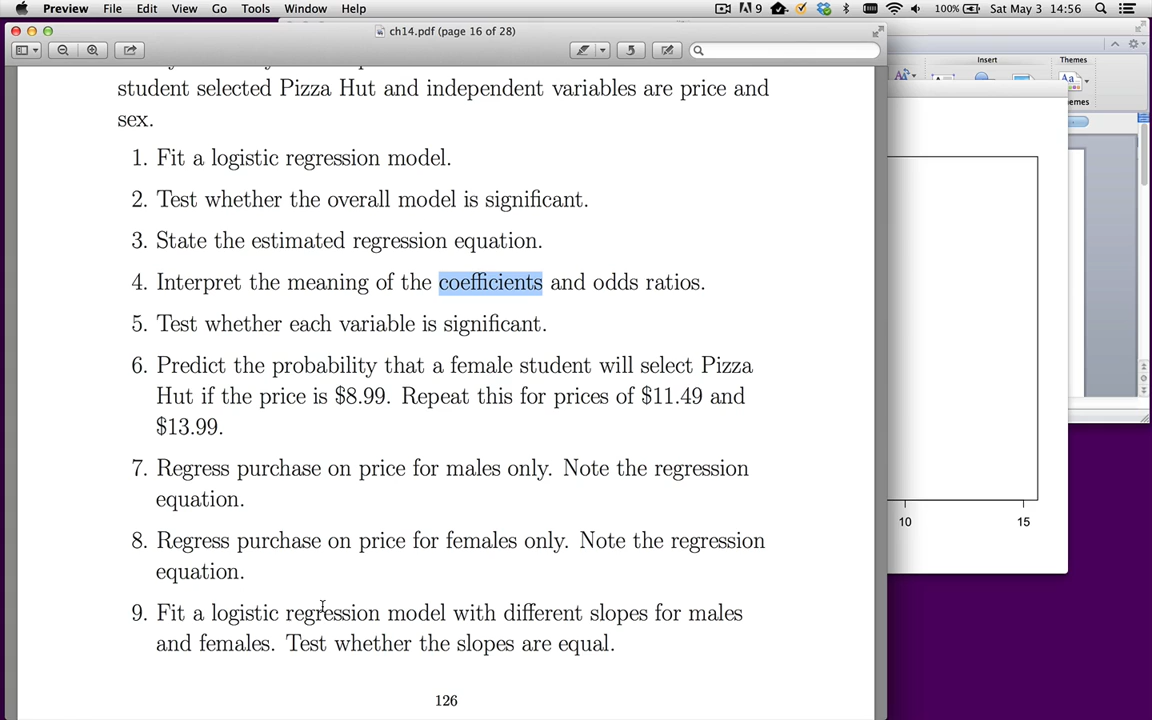 Preview File Edit View Go Tools Window Help 9 100% Sat May 3 14:56
ch14.pdf (page 16 of 28)
Insert Themes
Aa
student selected Pizza Hut and independent variables are price and
sex.
1. Fit a logistic regression model.
2. Test whether the overall model is significant.
3. State the estimated regression equation.
4. Interpret the meaning of the coefficients and odds ratios.
5. Test whether each variable is significant.
6. Predict the probability that a female student will select Pizza
Hut if the price is $8.99. Repeat this for prices of $11.49 and
$13.99.
7. Regress purchase on price for males only. Note the regression
equation.
8. Regress purchase on price for females only. Note the regression
equation.
9. Fit a logistic regression model with different slopes for males
and females. Test whether the slopes are equal.
126
10 15